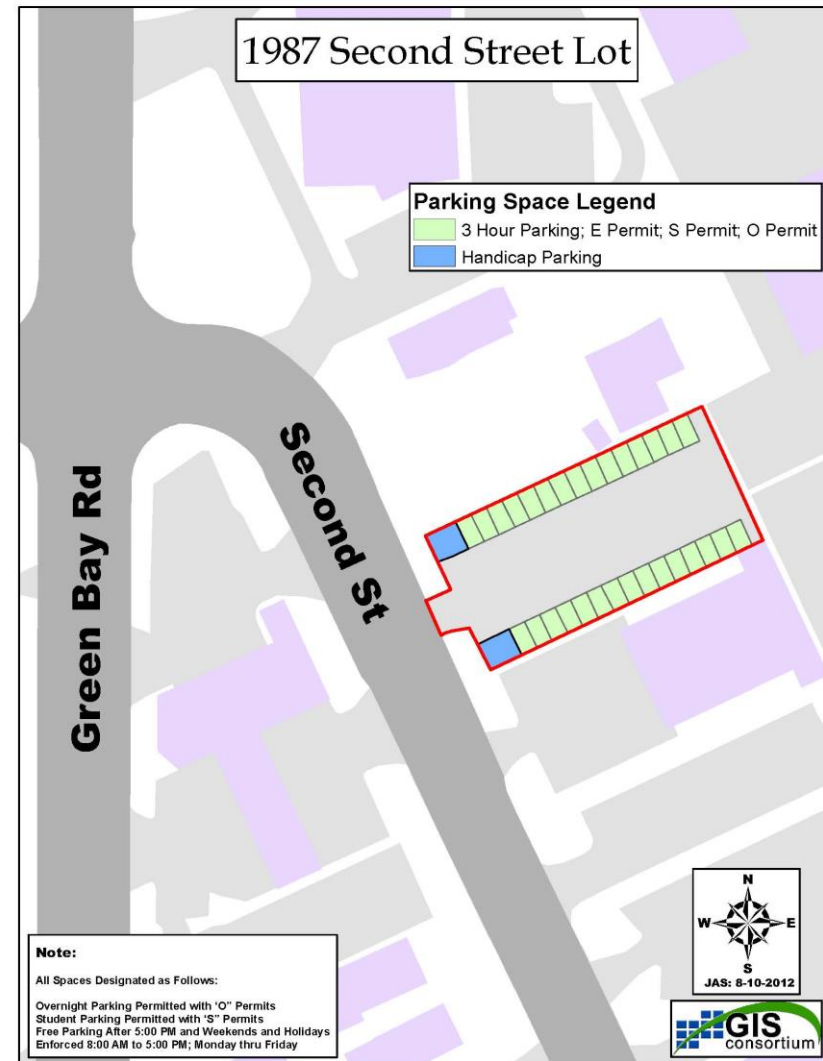 1987 Second Street Lot
Parking Space Legend
3 Hour Parking; E Permit; S Permit; O Permit
Handicap Parking
Second St
Green Bay Rd
Note:
All Spaces Designated as Follows:
Overnight Parking Permitted with 'O" Permits
Student Parking Permitted with 'S" Permits
Free Parking After 5:00 PM and Weekends and Holidays
Enforced 8:00 AM to 5:00 PM; Monday thru Friday
N
W E
S
JAS: 8-10-2012
GIS
consortium